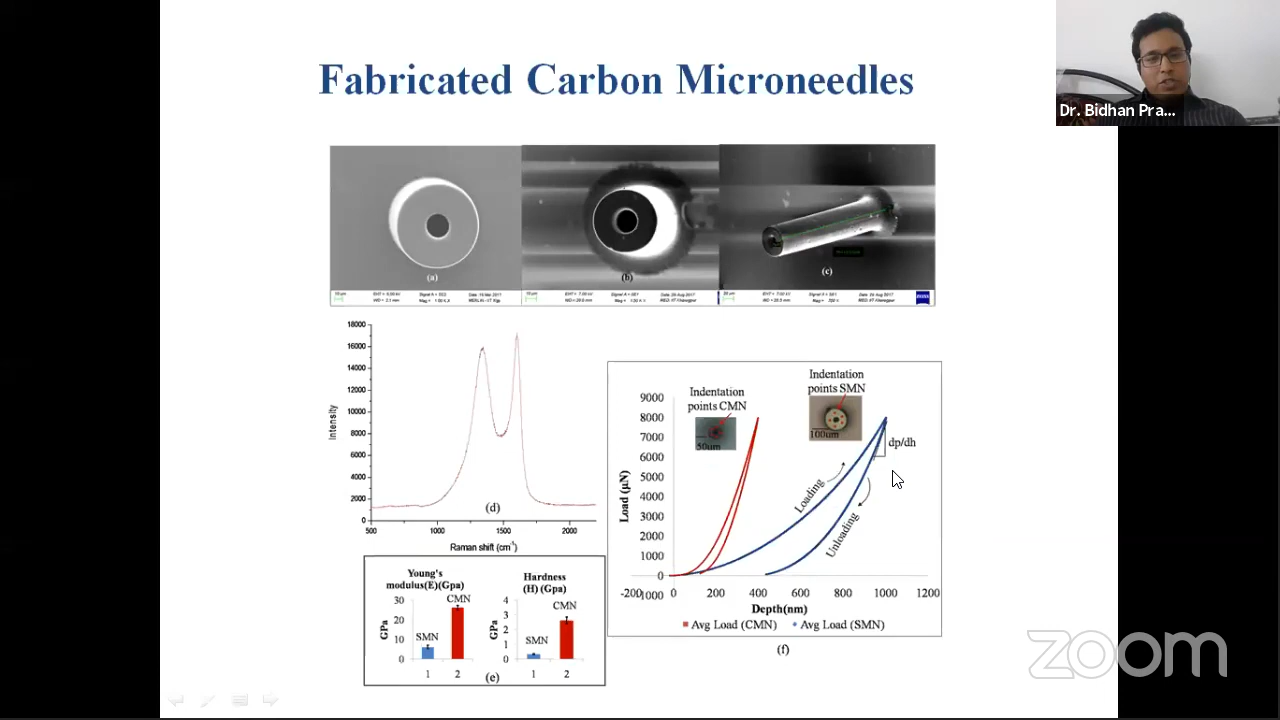 Fabricated Carbon Microneedles
Dr. Bidhan Pra...
(a)
(b)
(c)
18000
16000
14000
12000
10000
8000
6000
4000
2000
0
Intensity
500
1000
1500
2000
Raman shift (cm⁻¹)
(d)
Young's
modulus(E)(Gpa)
CMN
SMN
30
20
10
0
GPa
1
2
Hardness
(H) (Gpa)
CMN
SMN
4
3
2
1
0
GPa
1
2
(e)
Indentation
points CMN
50um
Indentation
points SMN
100um
9000
8000
7000
6000
5000
4000
3000
2000
1000
0
-200
1000
0
200
400
600
800
1000
1200
Load (μN)
Depth(nm)
Loading
Unloading
dp/dh
Avg Load (CMN)
Avg Load (SMN)
(f)
zoom